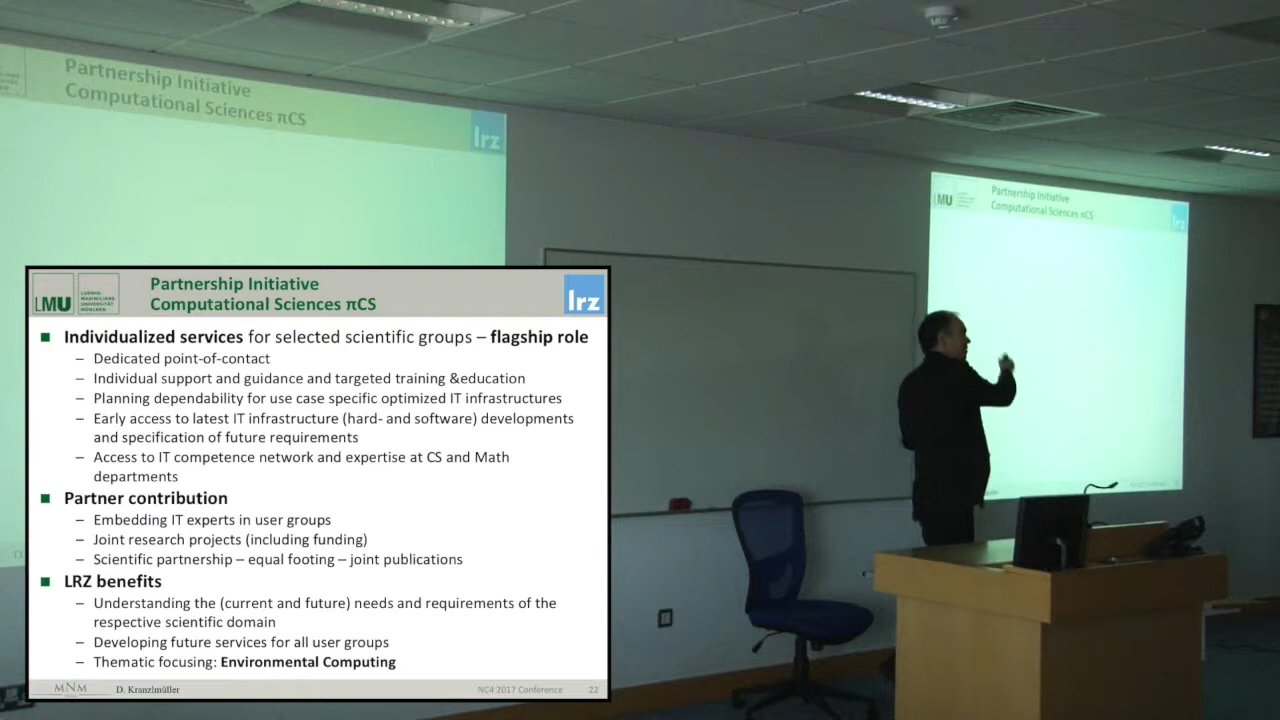 Partnership Initiative
Computational Sciences πCS
lrz
LMU
Partnership Initiative
Computational Sciences πCS
lrz
LMU
LUDWIG-
MAXIMILIANS-
UNIVERSITÄT
MÜNCHEN
Partnership Initiative
Computational Sciences πCS
lrz
Individualized services for selected scientific groups – flagship role
– Dedicated point-of-contact
– Individual support and guidance and targeted training &education
– Planning dependability for use case specific optimized IT infrastructures
– Early access to latest IT infrastructure (hard- and software) developments
and specification of future requirements
– Access to IT competence network and expertise at CS and Math
departments
Partner contribution
– Embedding IT experts in user groups
– Joint research projects (including funding)
– Scientific partnership – equal footing – joint publications
LRZ benefits
– Understanding the (current and future) needs and requirements of the
respective scientific domain
– Developing future services for all user groups
– Thematic focusing: Environmental Computing
MNM
D. Kranzlmüller
NC4 2017 Conference
22